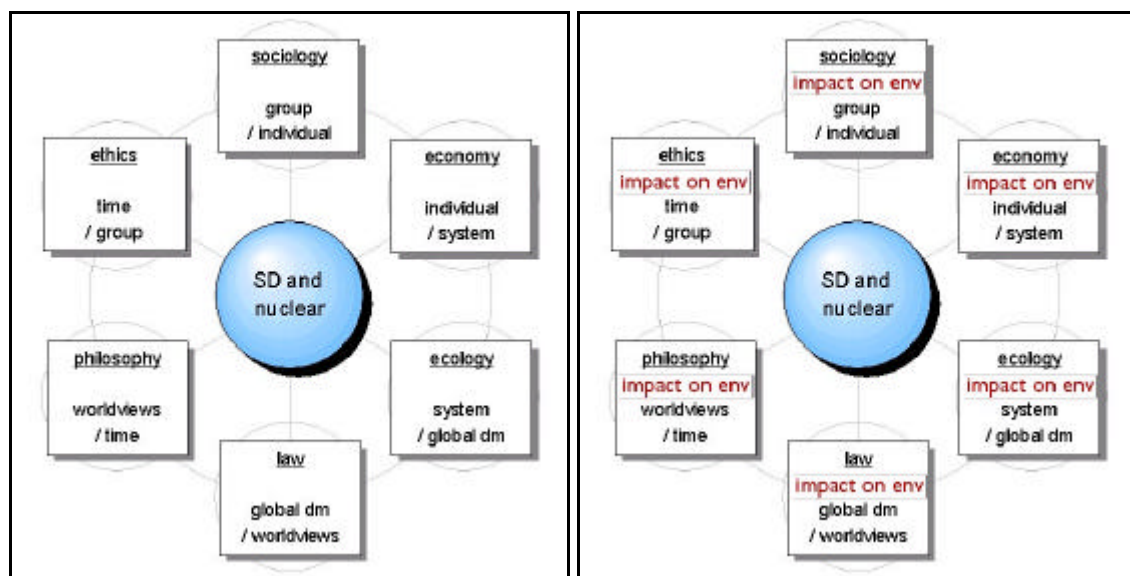 sociology
group
/ individual
ethics
time
/ group
economy
individual
/ system
SD and
nuclear
philosophy
worldviews
/ time
ecology
system
/ global dm
law
global dm
/ worldviews
sociology
impact on env
group
/ individual
ethics
impact on env
time
/ group
economy
impact on env
individual
/ system
SD and
nuclear
philosophy
impact on env
worldviews
/ time
ecology
impact on env
system
/ global dm
law
impact on env
global dm
/ worldviews